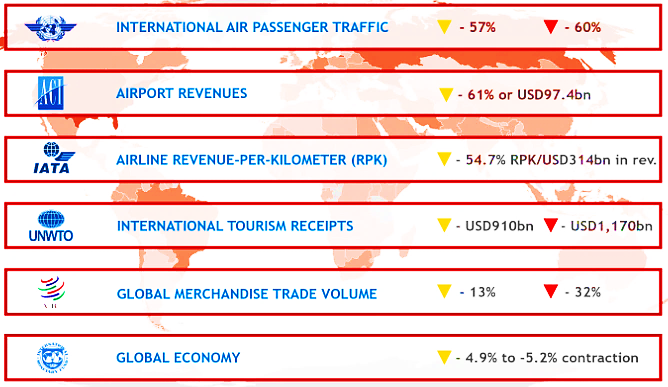 INTERNATIONAL AIR PASSENGER TRAFFIC - 57% - 60%
ACI AIRPORT REVENUES - 61% or USD97.4bn
IATA AIRLINE REVENUE-PER-KILOMETER (RPK) - 54.7% RPK/USD314bn in rev.
UNWTO INTERNATIONAL TOURISM RECEIPTS - USD910bn - USD1,170bn
GLOBAL MERCHANDISE TRADE VOLUME - 13% - 32%
GLOBAL ECONOMY - 4.9% to -5.2% contraction